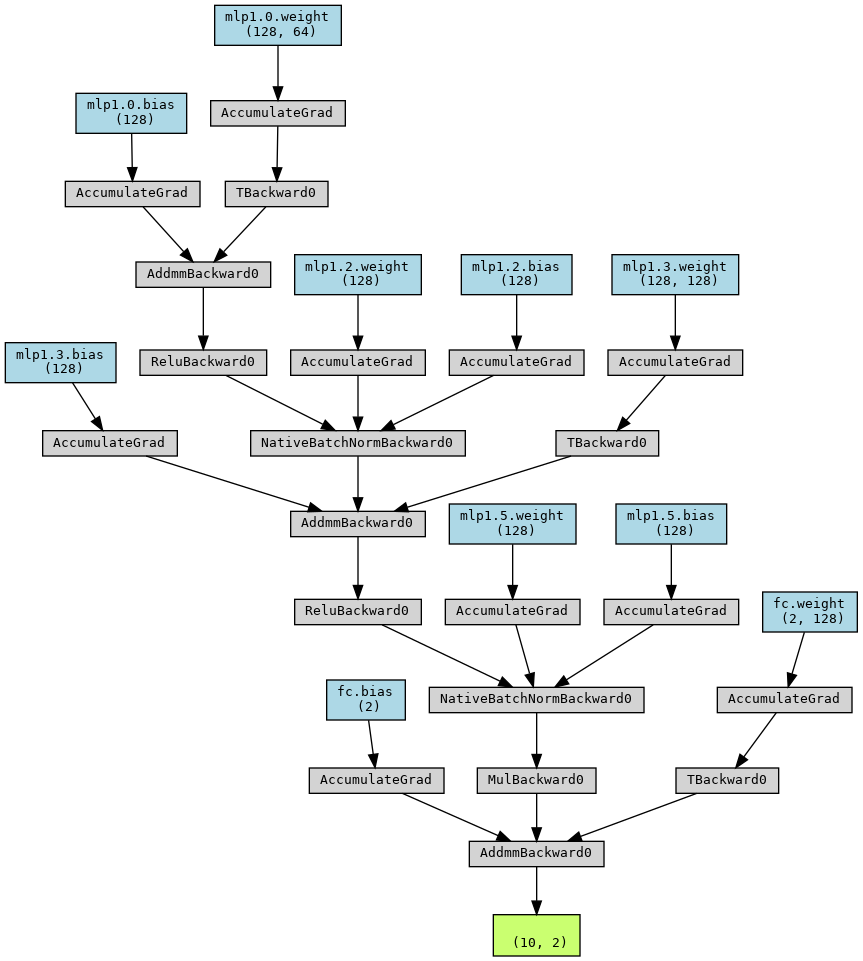 mlp1.0.weight
(128, 64)
mlp1.0.bias
(128)
AccumulateGrad
AccumulateGrad
TBackward0
AddmmBackward0
mlp1.2.weight
(128)
mlp1.2.bias
(128)
mlp1.3.weight
(128, 128)
mlp1.3.bias
(128)
ReluBackward0
AccumulateGrad
AccumulateGrad
AccumulateGrad
AccumulateGrad
NativeBatchNormBackward0
TBackward0
AddmmBackward0
mlp1.5.weight
(128)
mlp1.5.bias
(128)
ReluBackward0
AccumulateGrad
AccumulateGrad
fc.weight
(2, 128)
fc.bias
(2)
NativeBatchNormBackward0
AccumulateGrad
AccumulateGrad
MulBackward0
TBackward0
AddmmBackward0
(10, 2)